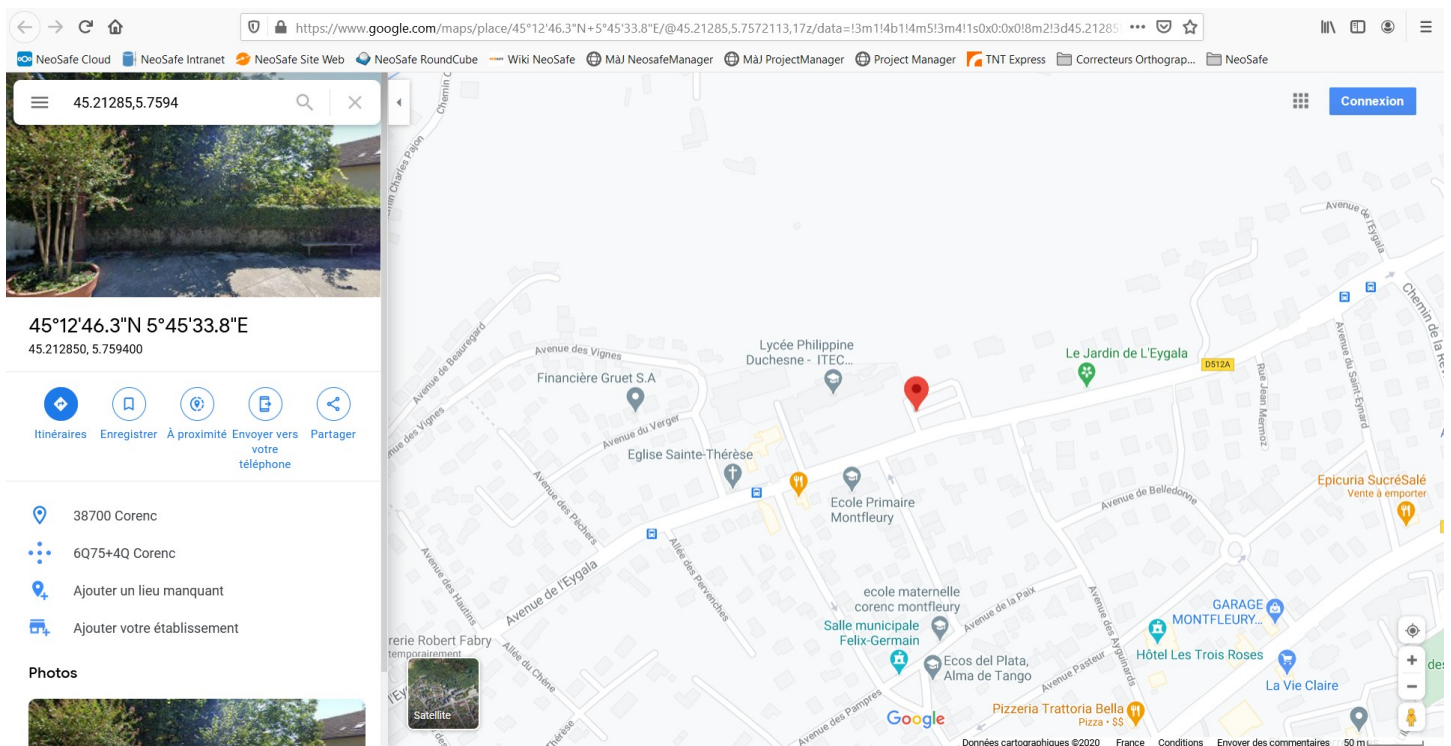 https://www.google.com/maps/place/45°12'46.3"N+5°45'33.8"E/@45.21285,5.7572113,17z/data=!3m1!4b1!4m5!3m4!1s0x0:0x0!8m2!3d45.21285
NeoSafe Cloud NeoSafe Intranet NeoSafe Site Web NeoSafe RoundCube Wiki NeoSafe MàJ NeosafeManager MàJ ProjectManager Project Manager TNT Express Correcteurs Orthograp... NeoSafe
45.21285,5.7594
Connexion
45°12'46.3"N 5°45'33.8"E
45.212850, 5.759400
Itinéraires
Enregistrer
À proximité
Envoyer vers
votre
téléphone
Partager
38700 Corenc
6Q75+4Q Corenc
Ajouter un lieu manquant
Ajouter votre établissement
Photos
Chemin C
min Charles Pajon
Avenue de l'Eygala
Chemin de la Re
Avenue de Beauregard
Avenue des Vignes
Lycée Philippine
Duchesne - ITEC...
Le Jardin de L'Eygala
D512A
Financière Gruet S.A
Rue Jean Mermoz
Avenue du Saint-Eynard
nue des Vignes
Avenue du Verger
Eglise Sainte-Thérèse
Ecole Primaire
Montfleury
Epicuria SucréSalé
Vente à emporter
Avenue de Belledonne
Avenue des Pêchers
Allée des Pervenches
Avenue des Hautins
Avenue de l'Eygala
ecole maternelle
corenc montfleury
Avenue de la Paix
Salle municipale
Felix-Germain
GARAGE
MONTFLEURY...
Avenue des Ayguinards
rerie Robert Fabry
temporairement
Allée du Chêne
Ecos del Plata,
Alma de Tango
Avenue Pasteur
Hôtel Les Trois Roses
La Vie Claire
des
l'Ey
Avenue des Pampres
Pizzeria Trattoria Bella
Pizza • $$
hérèse
Satellite
Google
Données cartographiques ©2020 France Conditions Envoyer des commentaires 50 m